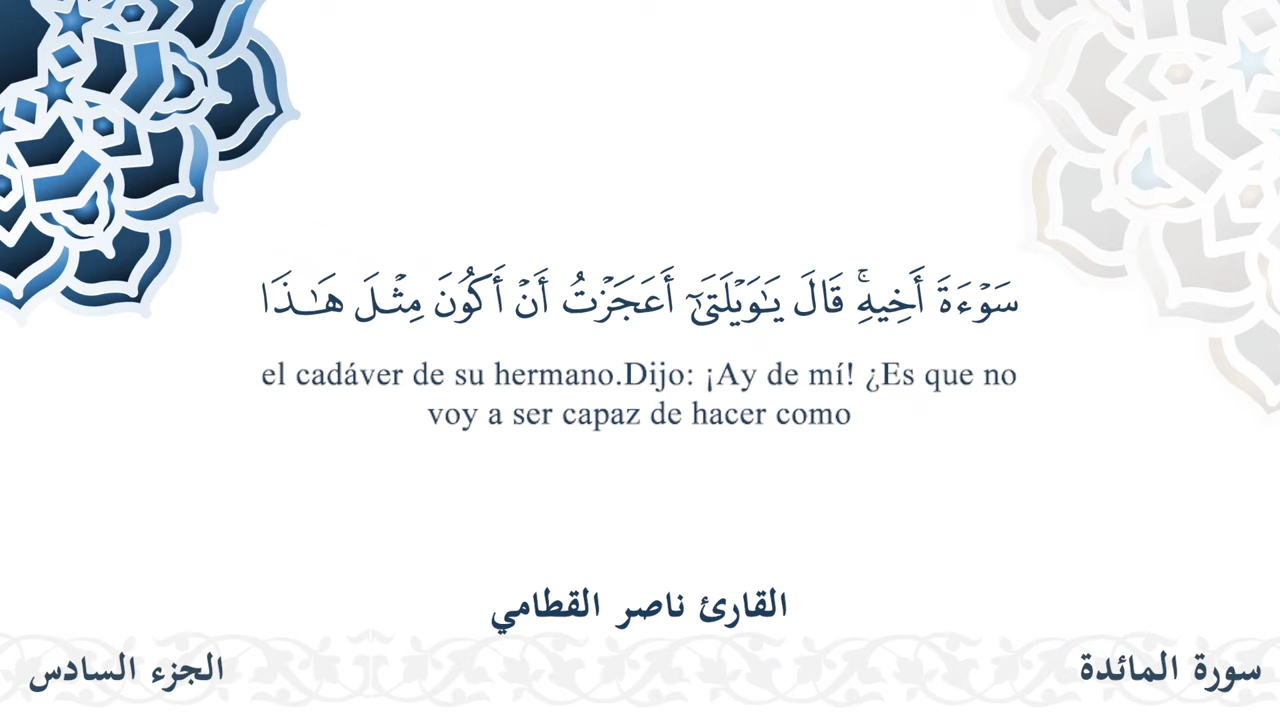 سَوْءَةَ أَخِيهِۚ قَالَ يَـٰوَيْلَتَىٰٓ أَعَجَزْتُ أَنْ أَكُونَ مِثْلَ هَـٰذَا
el cadáver de su hermano.Dijo: ¡Ay de mí! ¿Es que no
voy a ser capaz de hacer como
القارئ ناصر القطامي
سورة المائدة
الجزء السادس